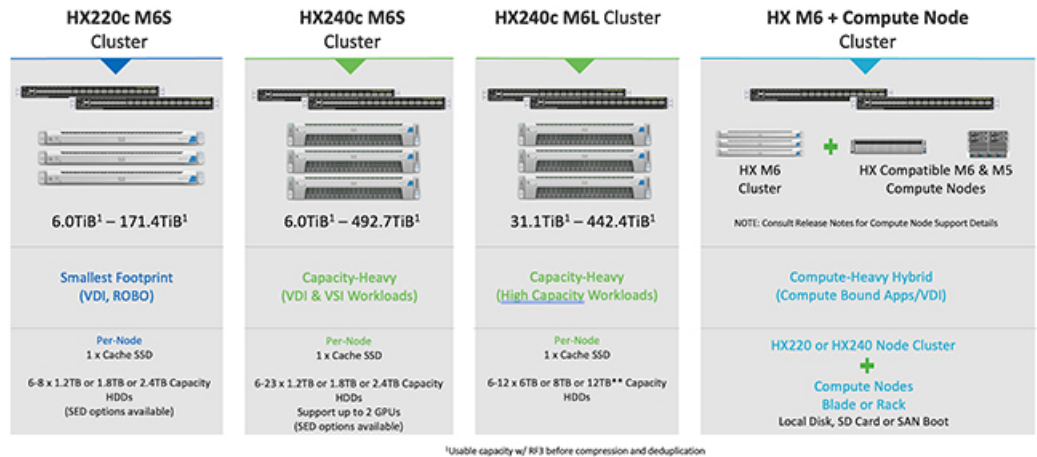 HX220c M6S
Cluster
6.0TiB¹ – 171.4TiB¹
Smallest Footprint
(VDI, ROBO)
Per-Node
1 x Cache SSD
6-8 x 1.2TB or 1.8TB or 2.4TB Capacity
HDDs
(SED options available)
HX240c M6S
Cluster
6.0TiB¹ – 492.7TiB¹
Capacity-Heavy
(VDI & VSI Workloads)
Per-Node
1 x Cache SSD
6-23 x 1.2TB or 1.8TB or 2.4TB Capacity
HDDs
Support up to 2 GPUs
(SED options available)
HX240c M6L Cluster
31.1TiB¹ – 442.4TiB¹
Capacity-Heavy
(High Capacity Workloads)
Per-Node
1 x Cache SSD
6-12 x 6TB or 8TB or 12TB** Capacity
HDDs
HX M6 + Compute Node
Cluster
HX M6
Cluster
HX Compatible M6 & M5
Compute Nodes
NOTE: Consult Release Notes for Compute Node Support Details
Compute-Heavy Hybrid
(Compute Bound Apps/VDI)
HX220 or HX240 Node Cluster
Compute Nodes
Blade or Rack
Local Disk, SD Card or SAN Boot
¹Usable capacity w/ RF3 before compression and deduplication